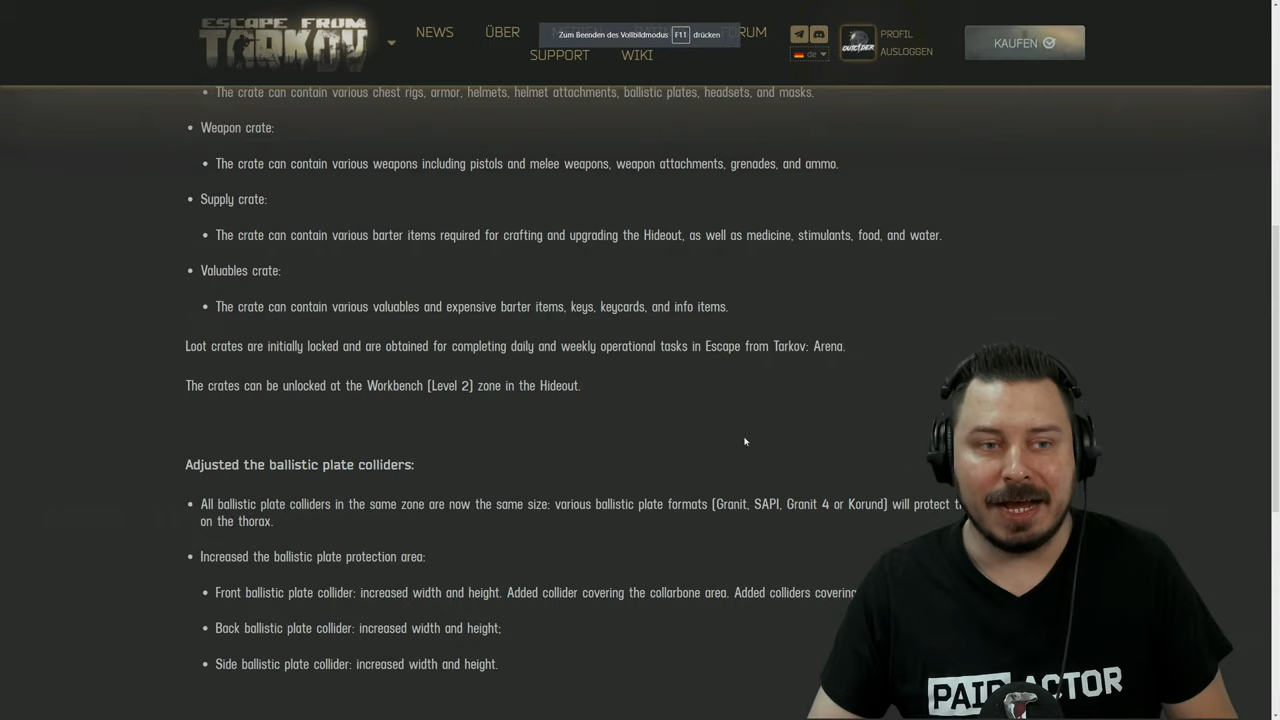 ESCAPE FROM
TARKOV
NEWS
ÜBER
FORUM
SUPPORT
WIKI
Zum Beenden des Vollbildmodus F11 drücken
de
OUTSIDER
PROFIL
AUSLOGGEN
KAUFEN
• The crate can contain various chest rigs, armor, helmets, helmet attachments, ballistic plates, headsets, and masks.
• Weapon crate:
• The crate can contain various weapons including pistols and melee weapons, weapon attachments, grenades, and ammo.
• Supply crate:
• The crate can contain various barter items required for crafting and upgrading the Hideout, as well as medicine, stimulants, food, and water.
• Valuables crate:
• The crate can contain various valuables and expensive barter items, keys, keycards, and info items.
Loot crates are initially locked and are obtained for completing daily and weekly operational tasks in Escape from Tarkov: Arena.
The crates can be unlocked at the Workbench (Level 2) zone in the Hideout.
Adjusted the ballistic plate colliders:
• All ballistic plate colliders in the same zone are now the same size: various ballistic plate formats (Granit, SAPI, Granit 4 or Korund) will protect
on the thorax.
• Increased the ballistic plate protection area:
• Front ballistic plate collider: increased width and height. Added collider covering the collarbone area. Added colliders covering
• Back ballistic plate collider: increased width and height;
• Side ballistic plate collider: increased width and height.
PAID ACTOR